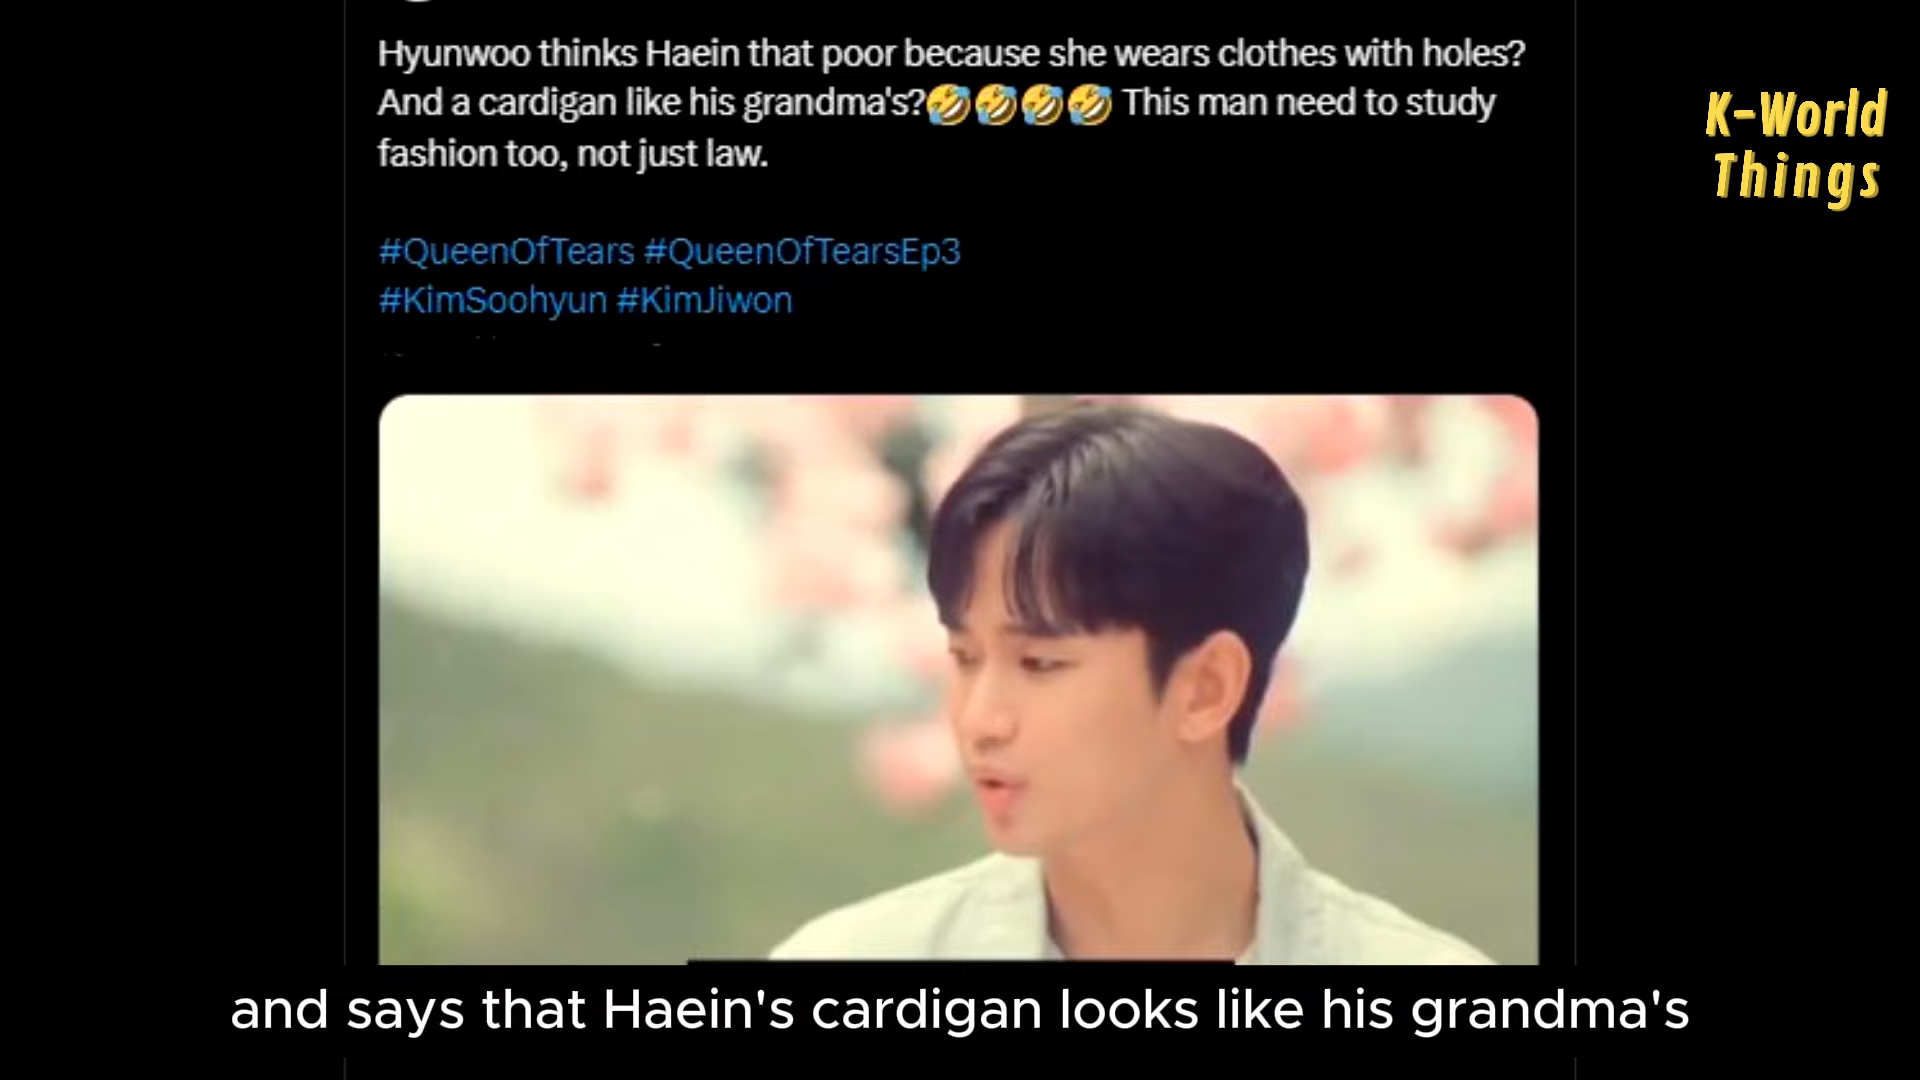 Hyunwoo thinks Haein that poor because she wears clothes with holes?
And a cardigan like his grandma's?🤣🤣🤣🤣 This man need to study
fashion too, not just law.
#QueenOfTears #QueenOfTearsEp3
#KimSoohyun #KimJiwon
K-World
Things
and says that Haein's cardigan looks like his grandma's